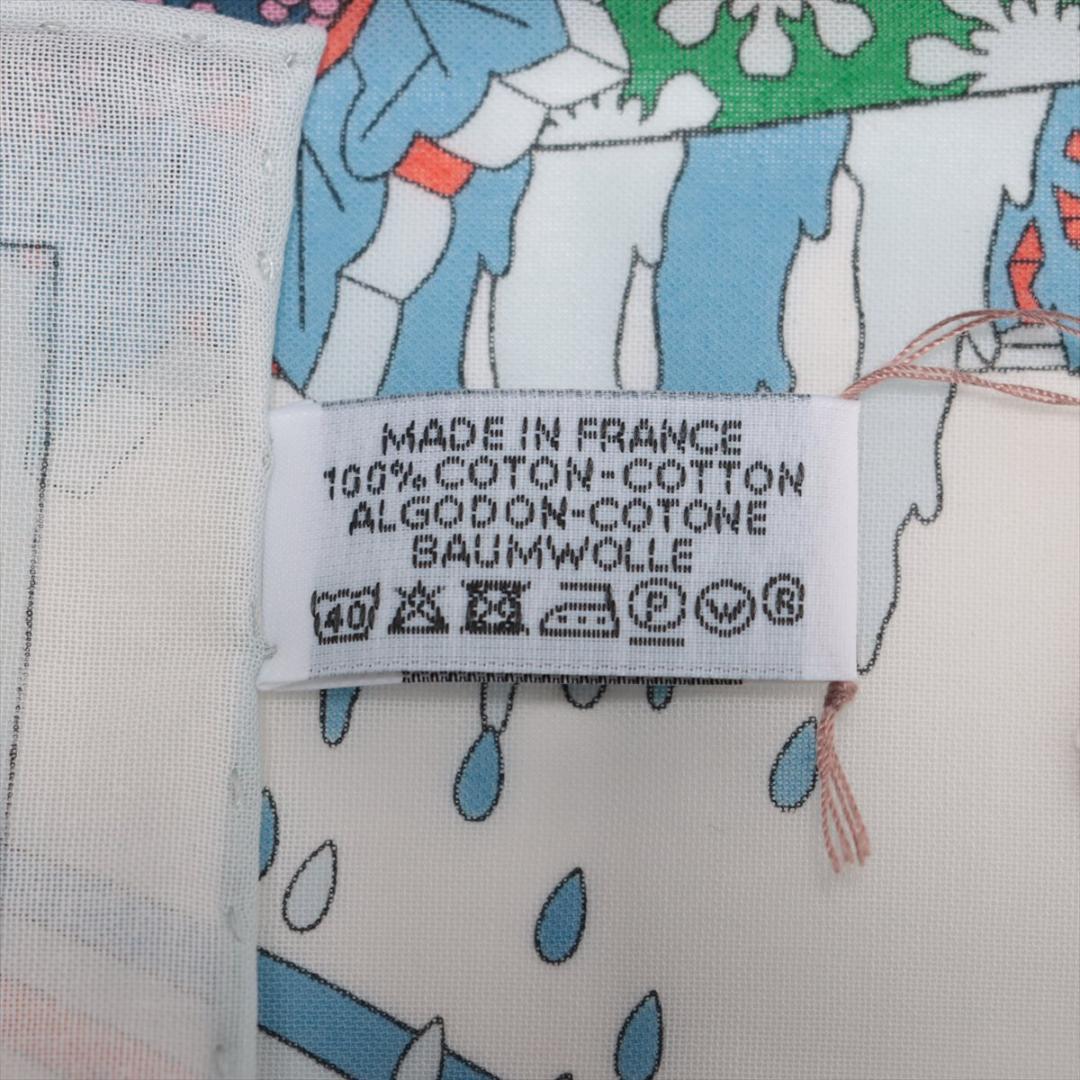 MADE IN FRANCE
100% COTON-COTTON
ALGODON-COTONE
BAUMWOLLE
40 P W R